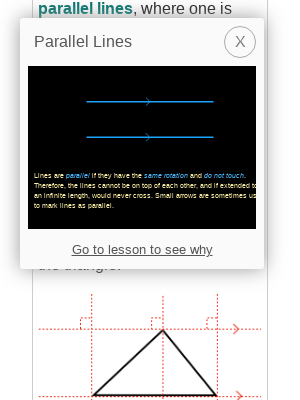 parallel lines, where one is
Parallel Lines
X
Lines are parallel if they have the same rotation and do not touch.
Therefore, the lines cannot be on top of each other, and if extended to
an infinite length, would never cross. Small arrows are sometimes
to mark lines as parallel.
Go to lesson to see why
the triangle.